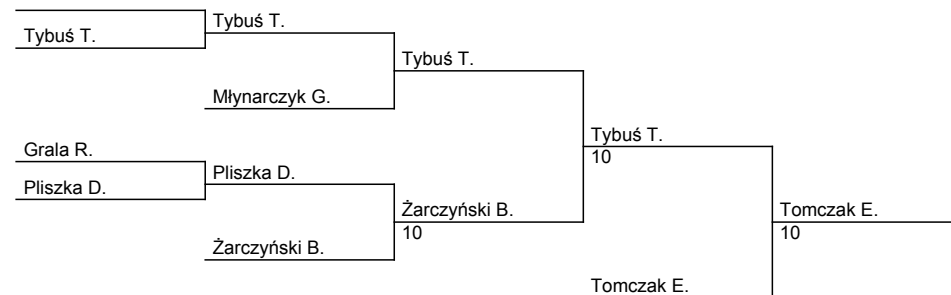 Tybuś T.
Tybuś T.
Tybuś T.
Młynarczyk G.
Tybuś T.
10
Grala R.
Pliszka D.
Pliszka D.
Żarczyński B.
10
Tomczak E.
10
Żarczyński B.
Tomczak E.